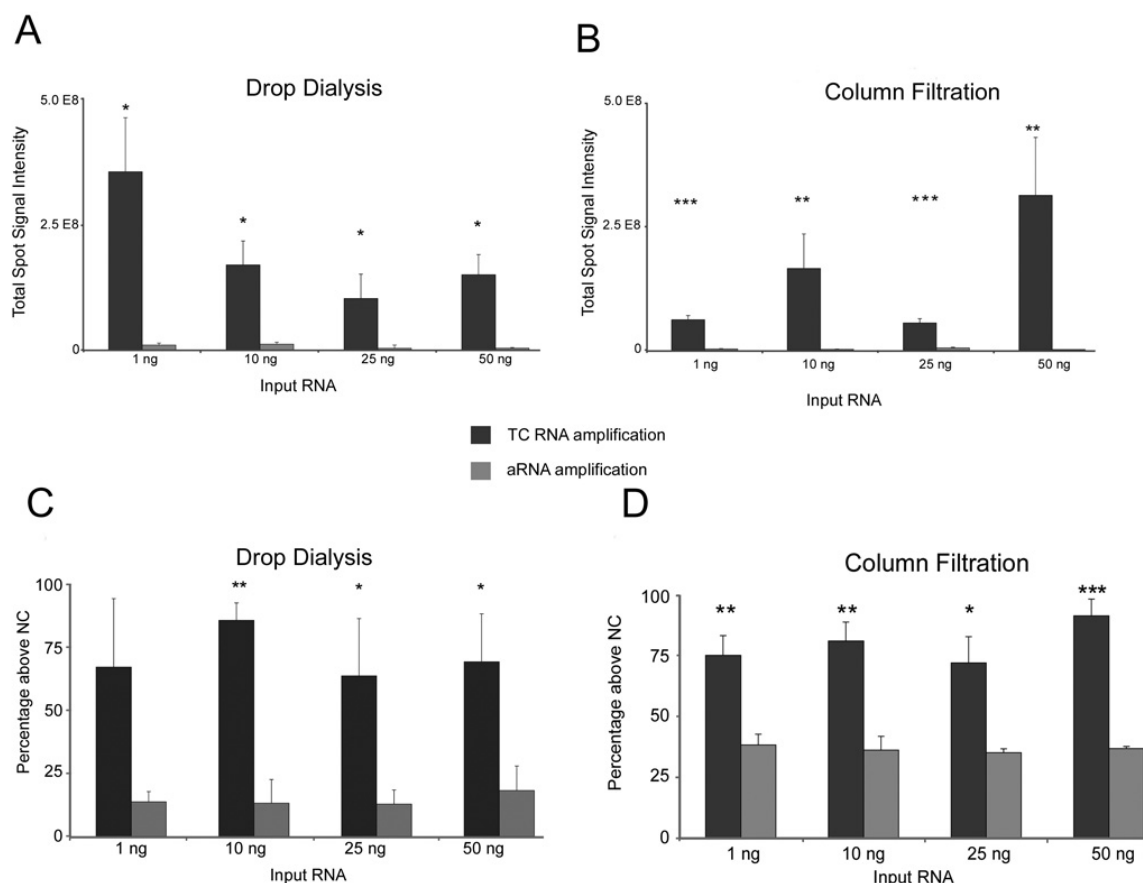 A
Drop Dialysis
Total Spot Signal Intensity
5.0 E8
2.5 E8
0
*
*
*
*
1 ng
10 ng
25 ng
50 ng
Input RNA
B
Column Filtration
Total Spot Signal Intensity
5.0 E8
2.5 E8
0
***
**
***
**
1 ng
10 ng
25 ng
50 ng
Input RNA
TC RNA amplification
aRNA amplification
C
Drop Dialysis
Percentage above NC
100
75
50
25
0
**
*
*
1 ng
10 ng
25 ng
50 ng
Input RNA
D
Column Filtration
Percentage above NC
100
75
50
25
0
**
**
*
***
1 ng
10 ng
25 ng
50 ng
Input RNA